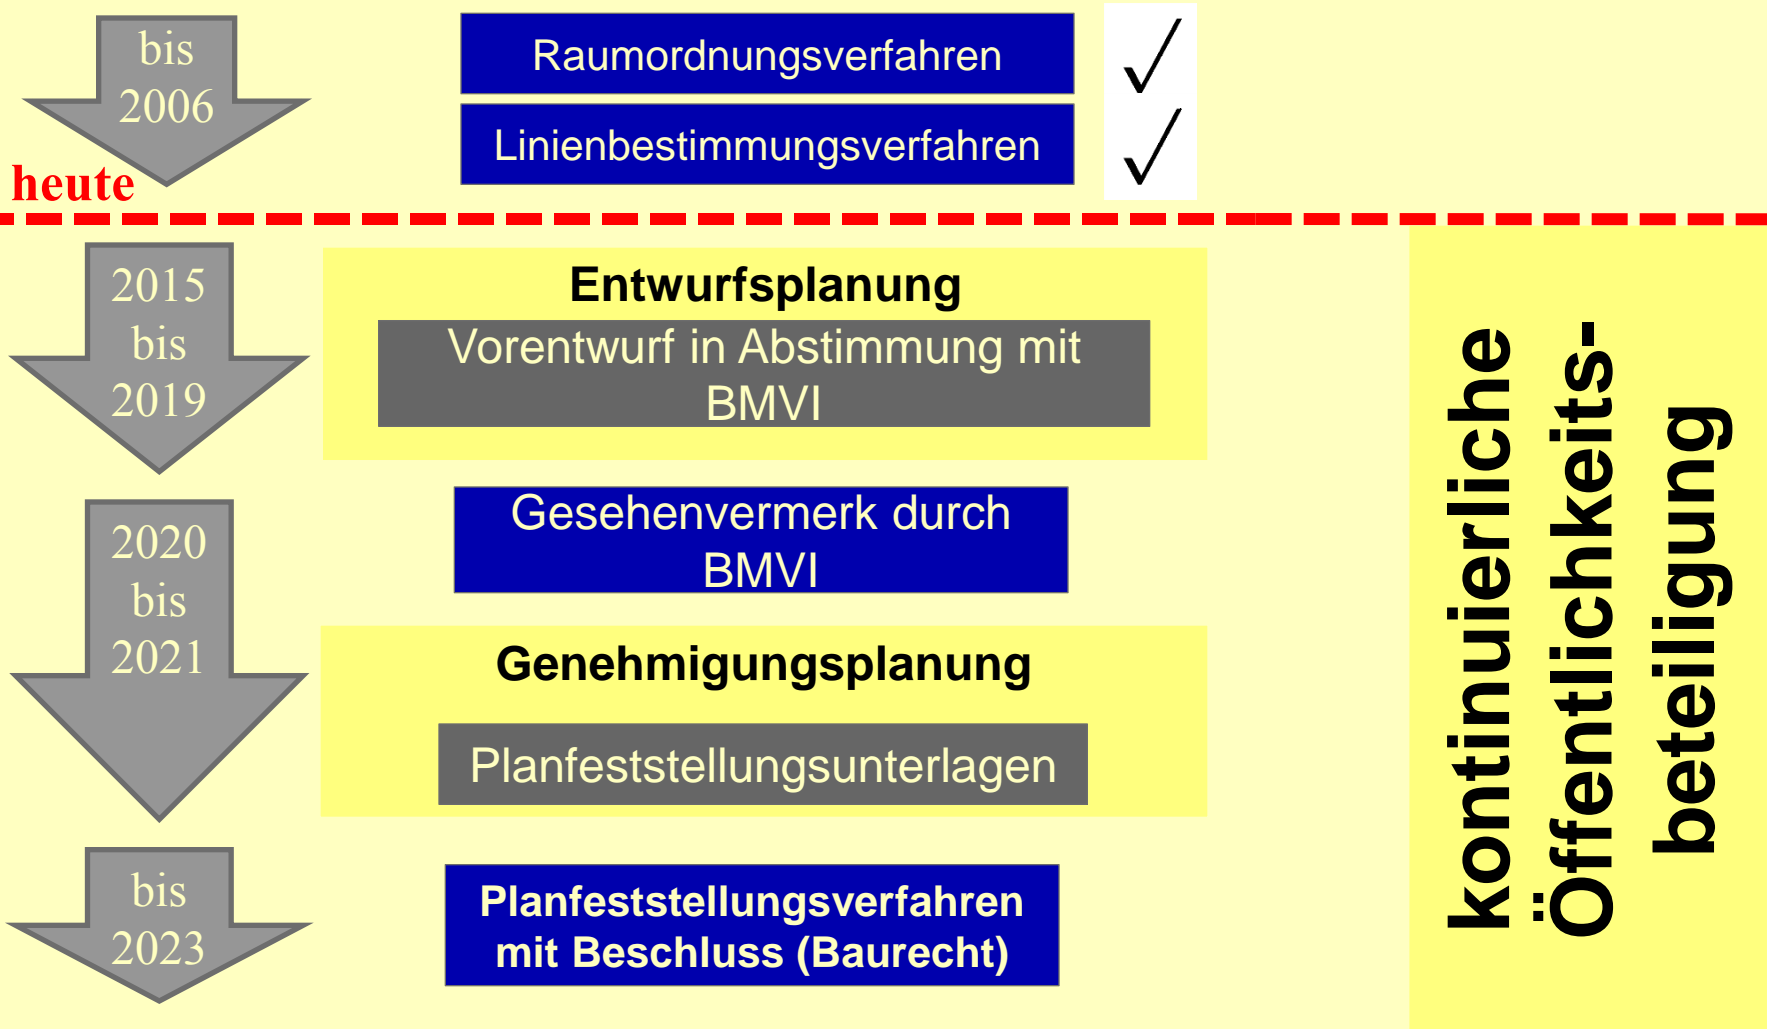 bis
2006
Raumordnungsverfahren
Linienbestimmungsverfahren
heute
2015
bis
2019
Entwurfsplanung
Vorentwurf in Abstimmung mit
BMVI
2020
bis
2021
Gesehenvermerk durch
BMVI
Genehmigungsplanung
Planfeststellungsunterlagen
bis
2023
Planfeststellungsverfahren
mit Beschluss (Baurecht)
kontinuierliche
Öffentlichkeits-
beteiligung